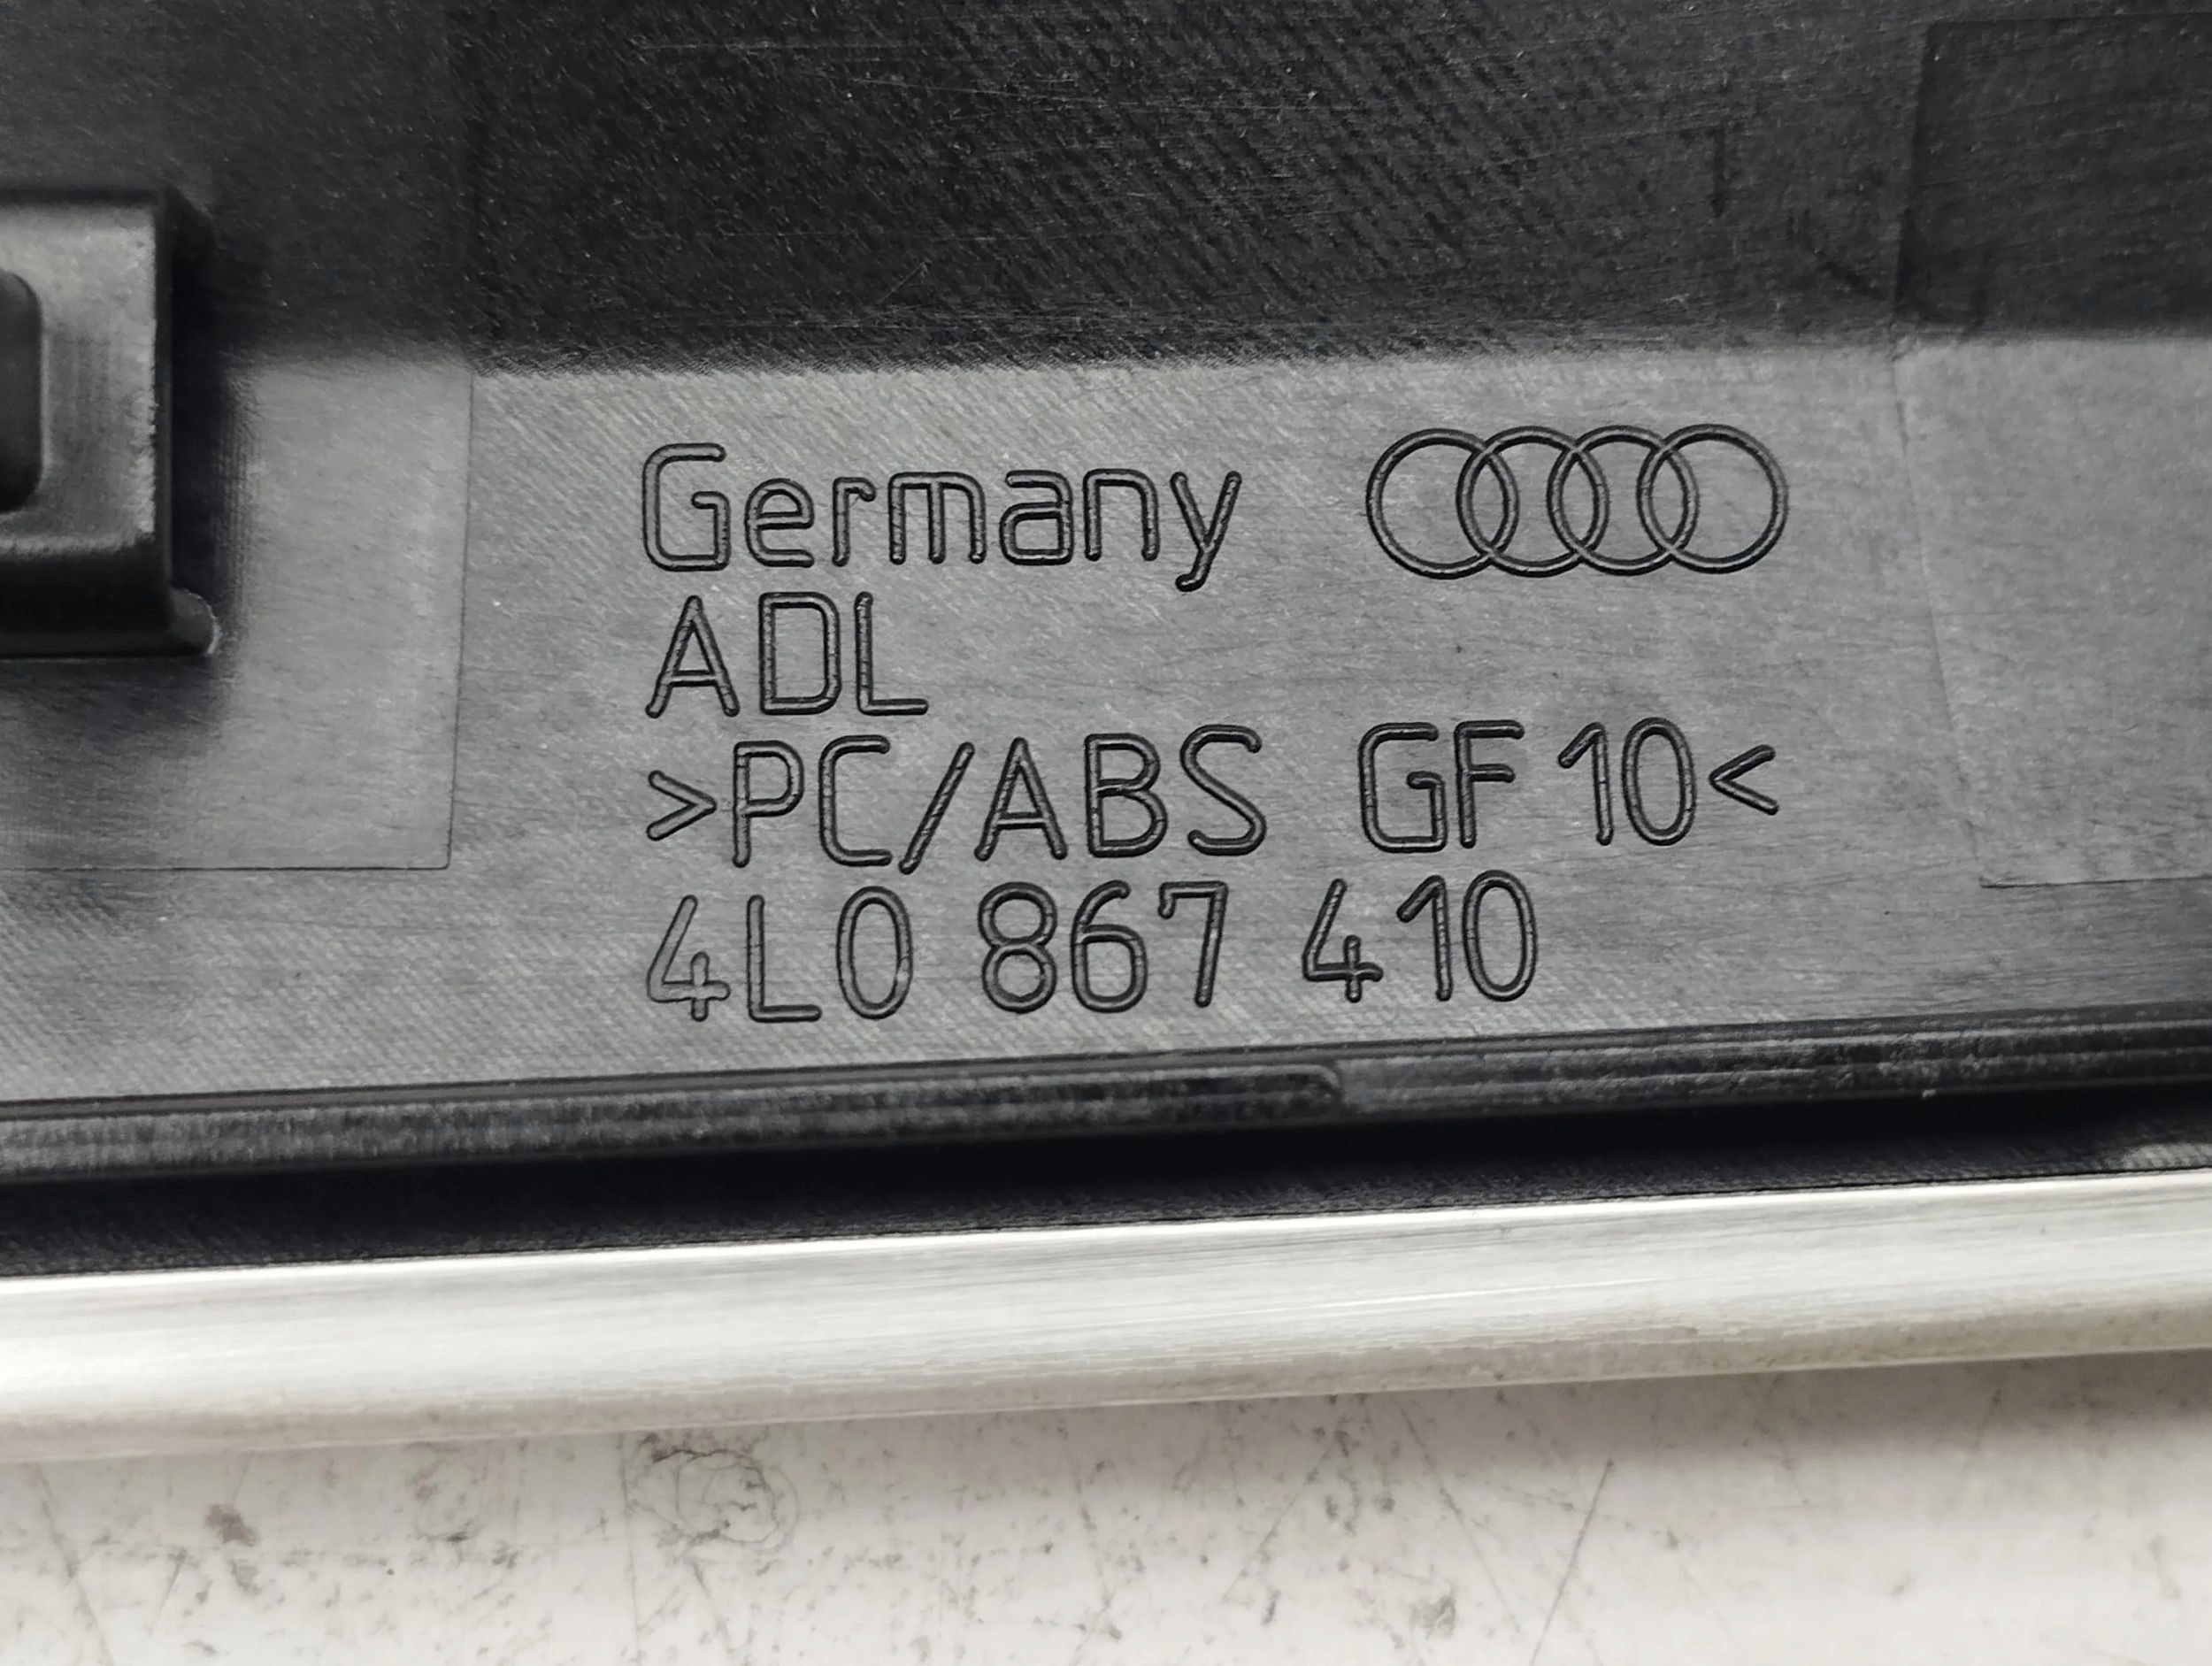 Germany
ADL
>PC/ABS GF10<
4L0 867 410